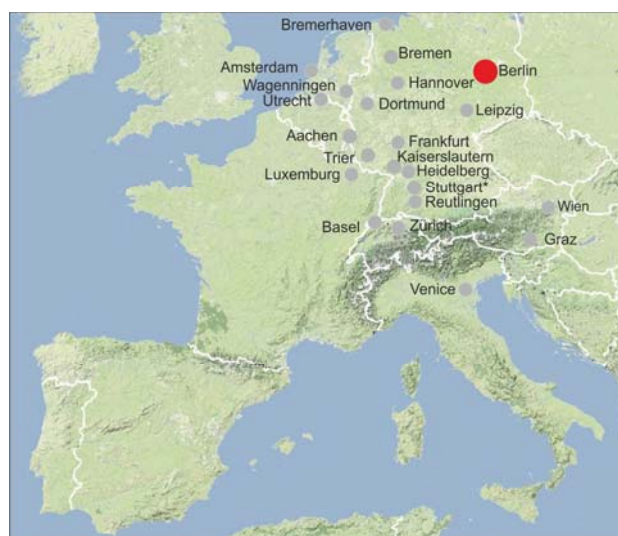 Bremerhaven
Bremen
Berlin
Amsterdam
Hannover
Wagenningen
Utrecht
Dortmund
Leipzig
Aachen
Frankfurt
Trier
Kaiserslautern
Luxemburg
Heidelberg
Stuttgart*
Reutlingen
Wien
Basel
Zürich
Graz
Venice